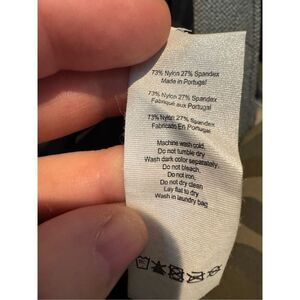 73% Nylon 27% Spandex
Made in Portugal
73% Nylon 27% Spandex
Fabriqué aux Portugal
73% Nylon 27% Spandex
Fabricado En Portugal
Machine wash cold,
Do not tumble dry
Wash dark color separately.
Do not bleach,
Do not iron,
Do not dry clean
Lay flat to dry
Wash in laundry bag